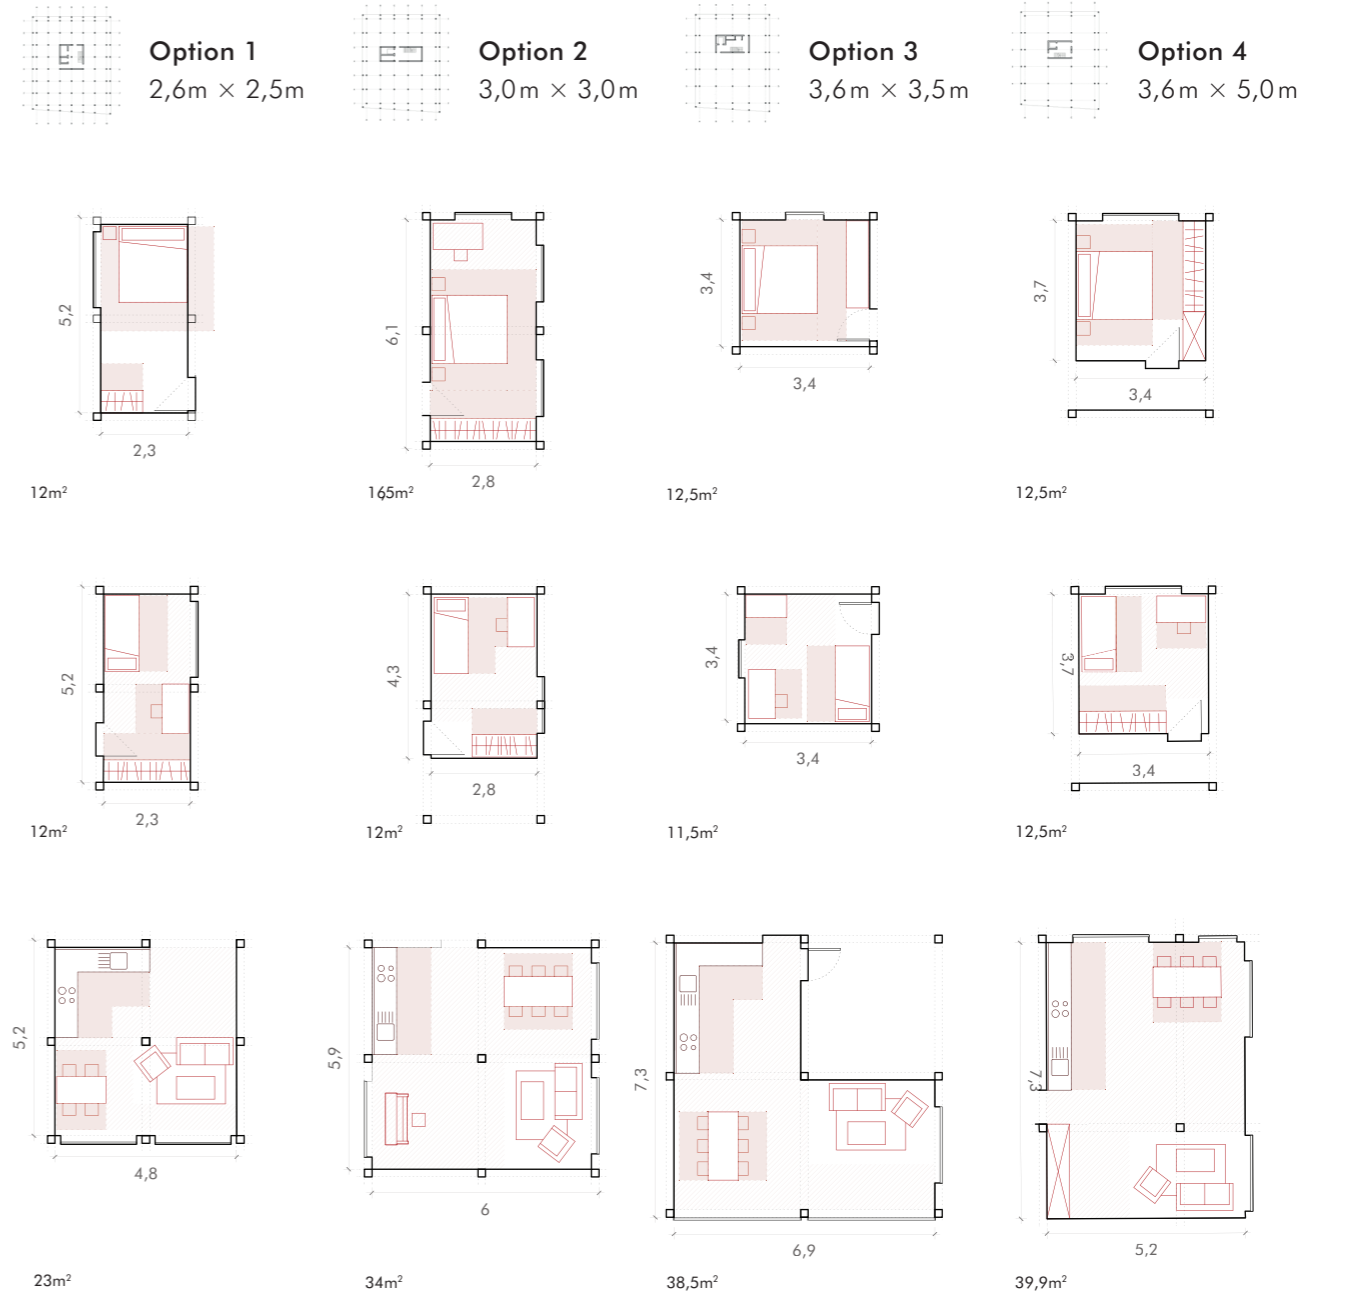 Option 1
2,6m × 2,5m
Option 2
3,0m × 3,0m
Option 3
3,6m × 3,5m
Option 4
3,6m × 5,0m
5,2
2,3
6,1
2,8
3,4
3,4
3,7
3,4
12m²
16,5m²
12,5m²
12,5m²
5,2
2,3
4,3
2,8
3,4
3,4
3,7
3,4
12m²
12m²
11,5m²
12,5m²
5,2
4,8
5,9
6
7,3
6,9
7,3
5,2
23m²
34m²
38,5m²
39,9m²